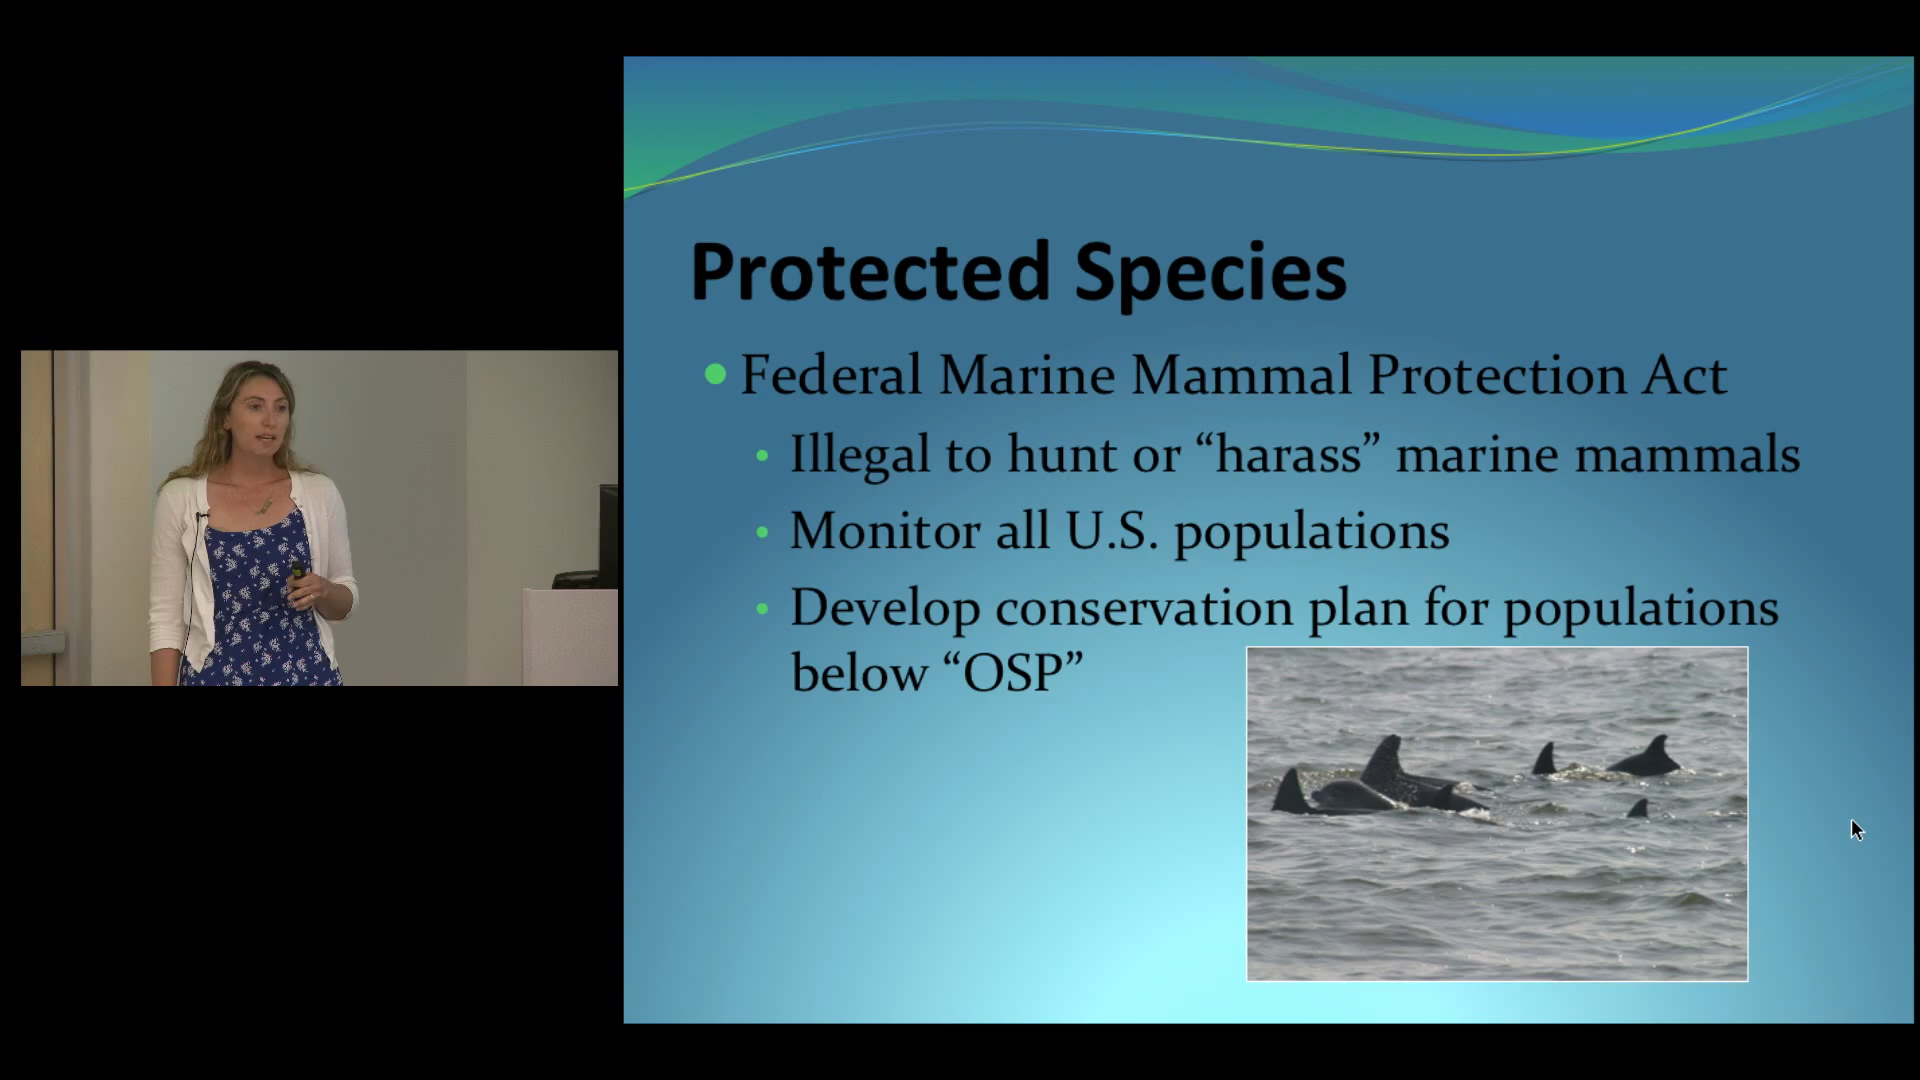 Protected Species
Federal Marine Mammal Protection Act
Illegal to hunt or “harass” marine mammals
Monitor all U.S. populations
Develop conservation plan for populations
below “OSP”